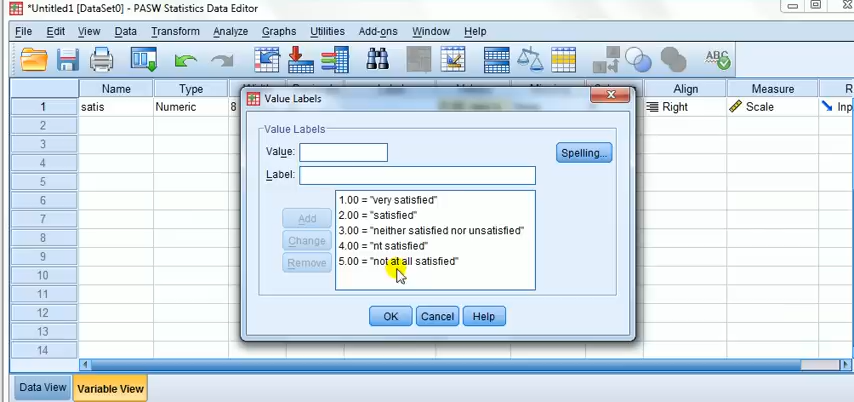 *Untitled1 [DataSet0] - PASW Statistics Data Editor
File Edit View Data Transform Analyze Graphs Utilities Add-ons Window Help
ABC
Name Type Align Measure R
1 satis Numeric 8 Right Scale Inp
Value Labels
Value Labels
Value: Spelling...
Label:
1.00 = "very satisfied"
Add 2.00 = "satisfied"
3.00 = "neither satisfied nor unsatisfied"
Change 4.00 = "nt satisfied"
Remove 5.00 = "not at all satisfied"
OK Cancel Help
2
3
4
5
6
7
8
9
10
11
12
13
14
Data View Variable View